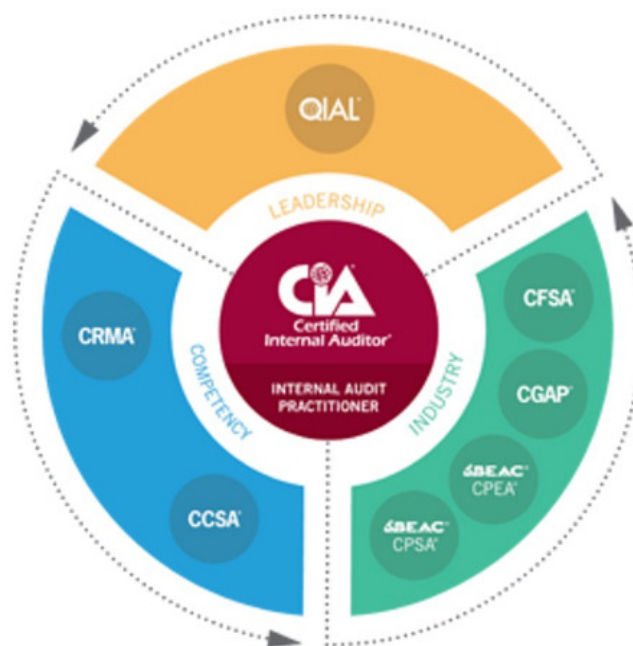 QIAL®
LEADERSHIP
CIA
Certified
Internal Auditor®
INTERNAL AUDIT
PRACTITIONER
COMPETENCY
CRMA®
CCSA®
INDUSTRY
CFSA®
CGAP®
BEAC®
CPEA®
BEAC®
CPSA®